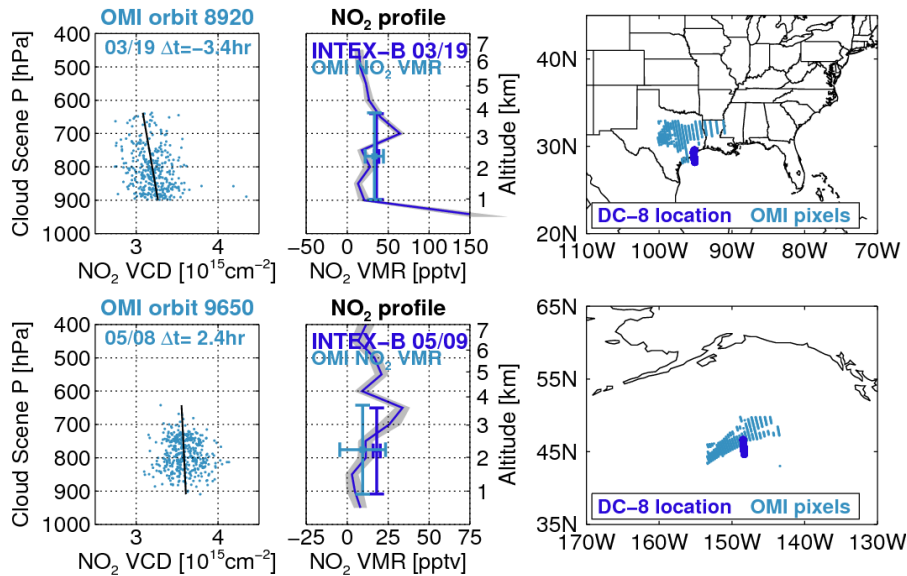 OMI orbit 8920
03/19 Δt=−3.4hr
400
500
600
700
800
900
1000
Cloud Scene P [hPa]
3
4
NO₂ VCD [10¹⁵cm⁻²]
NO₂ profile
INTEX−B 03/19
OMI NO₂ VMR
7
6
5
4
3
2
1
Altitude [km]
−50
0
50
100
150
NO₂ VMR [pptv]
40N
30N
20N
DC−8 location
OMI pixels
110W
100W
90W
80W
70W
OMI orbit 9650
05/08 Δt= 2.4hr
400
500
600
700
800
900
1000
Cloud Scene P [hPa]
3
4
NO₂ VCD [10¹⁵cm⁻²]
NO₂ profile
INTEX−B 05/09
OMI NO₂ VMR
7
6
5
4
3
2
1
Altitude [km]
−25
0
25
50
75
NO₂ VMR [pptv]
65N
55N
45N
35N
DC−8 location
OMI pixels
170W
160W
150W
140W
130W